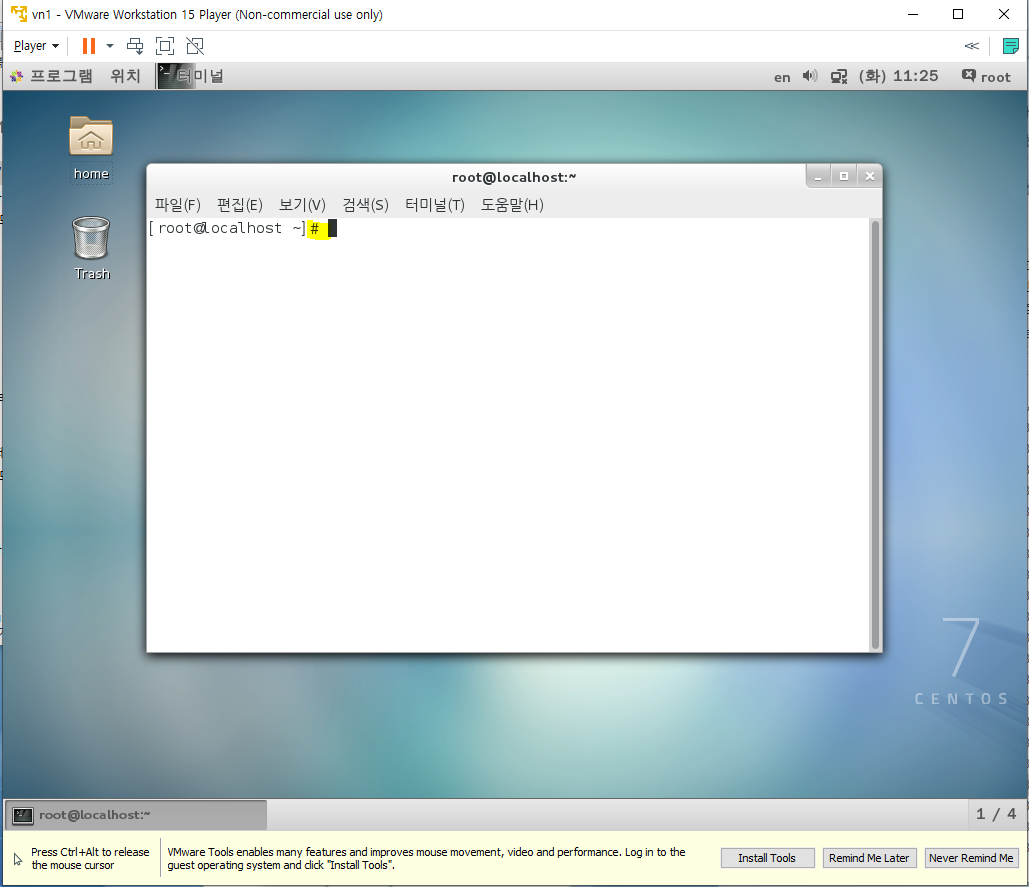 vn1 - VMware Workstation 15 Player (Non-commercial use only)
Player
프로그램 위치 터미널 en (화) 11:25 root
home
Trash
root@localhost:~
파일(F) 편집(E) 보기(V) 검색(S) 터미널(T) 도움말(H)
[root@localhost ~]#
7
CENTOS
root@localhost:~ 1 / 4
Press Ctrl+Alt to release
the mouse cursor
VMware Tools enables many features and improves mouse movement, video and performance. Log in to the
guest operating system and click "Install Tools".
Install Tools Remind Me Later Never Remind Me